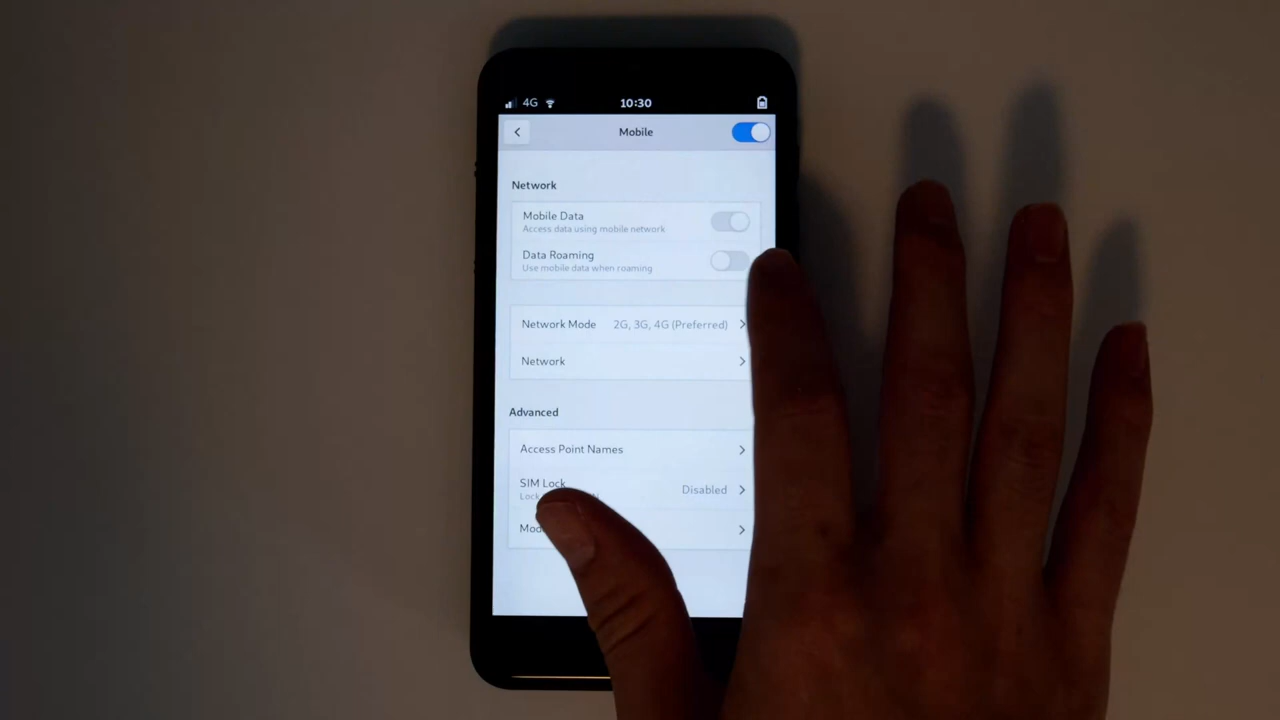 4G 10:30
Mobile
Network
Mobile Data
Access data using mobile network
Data Roaming
Use mobile data when roaming
Network Mode 2G, 3G, 4G (Preferred)
Network
Advanced
Access Point Names
SIM Lock Disabled